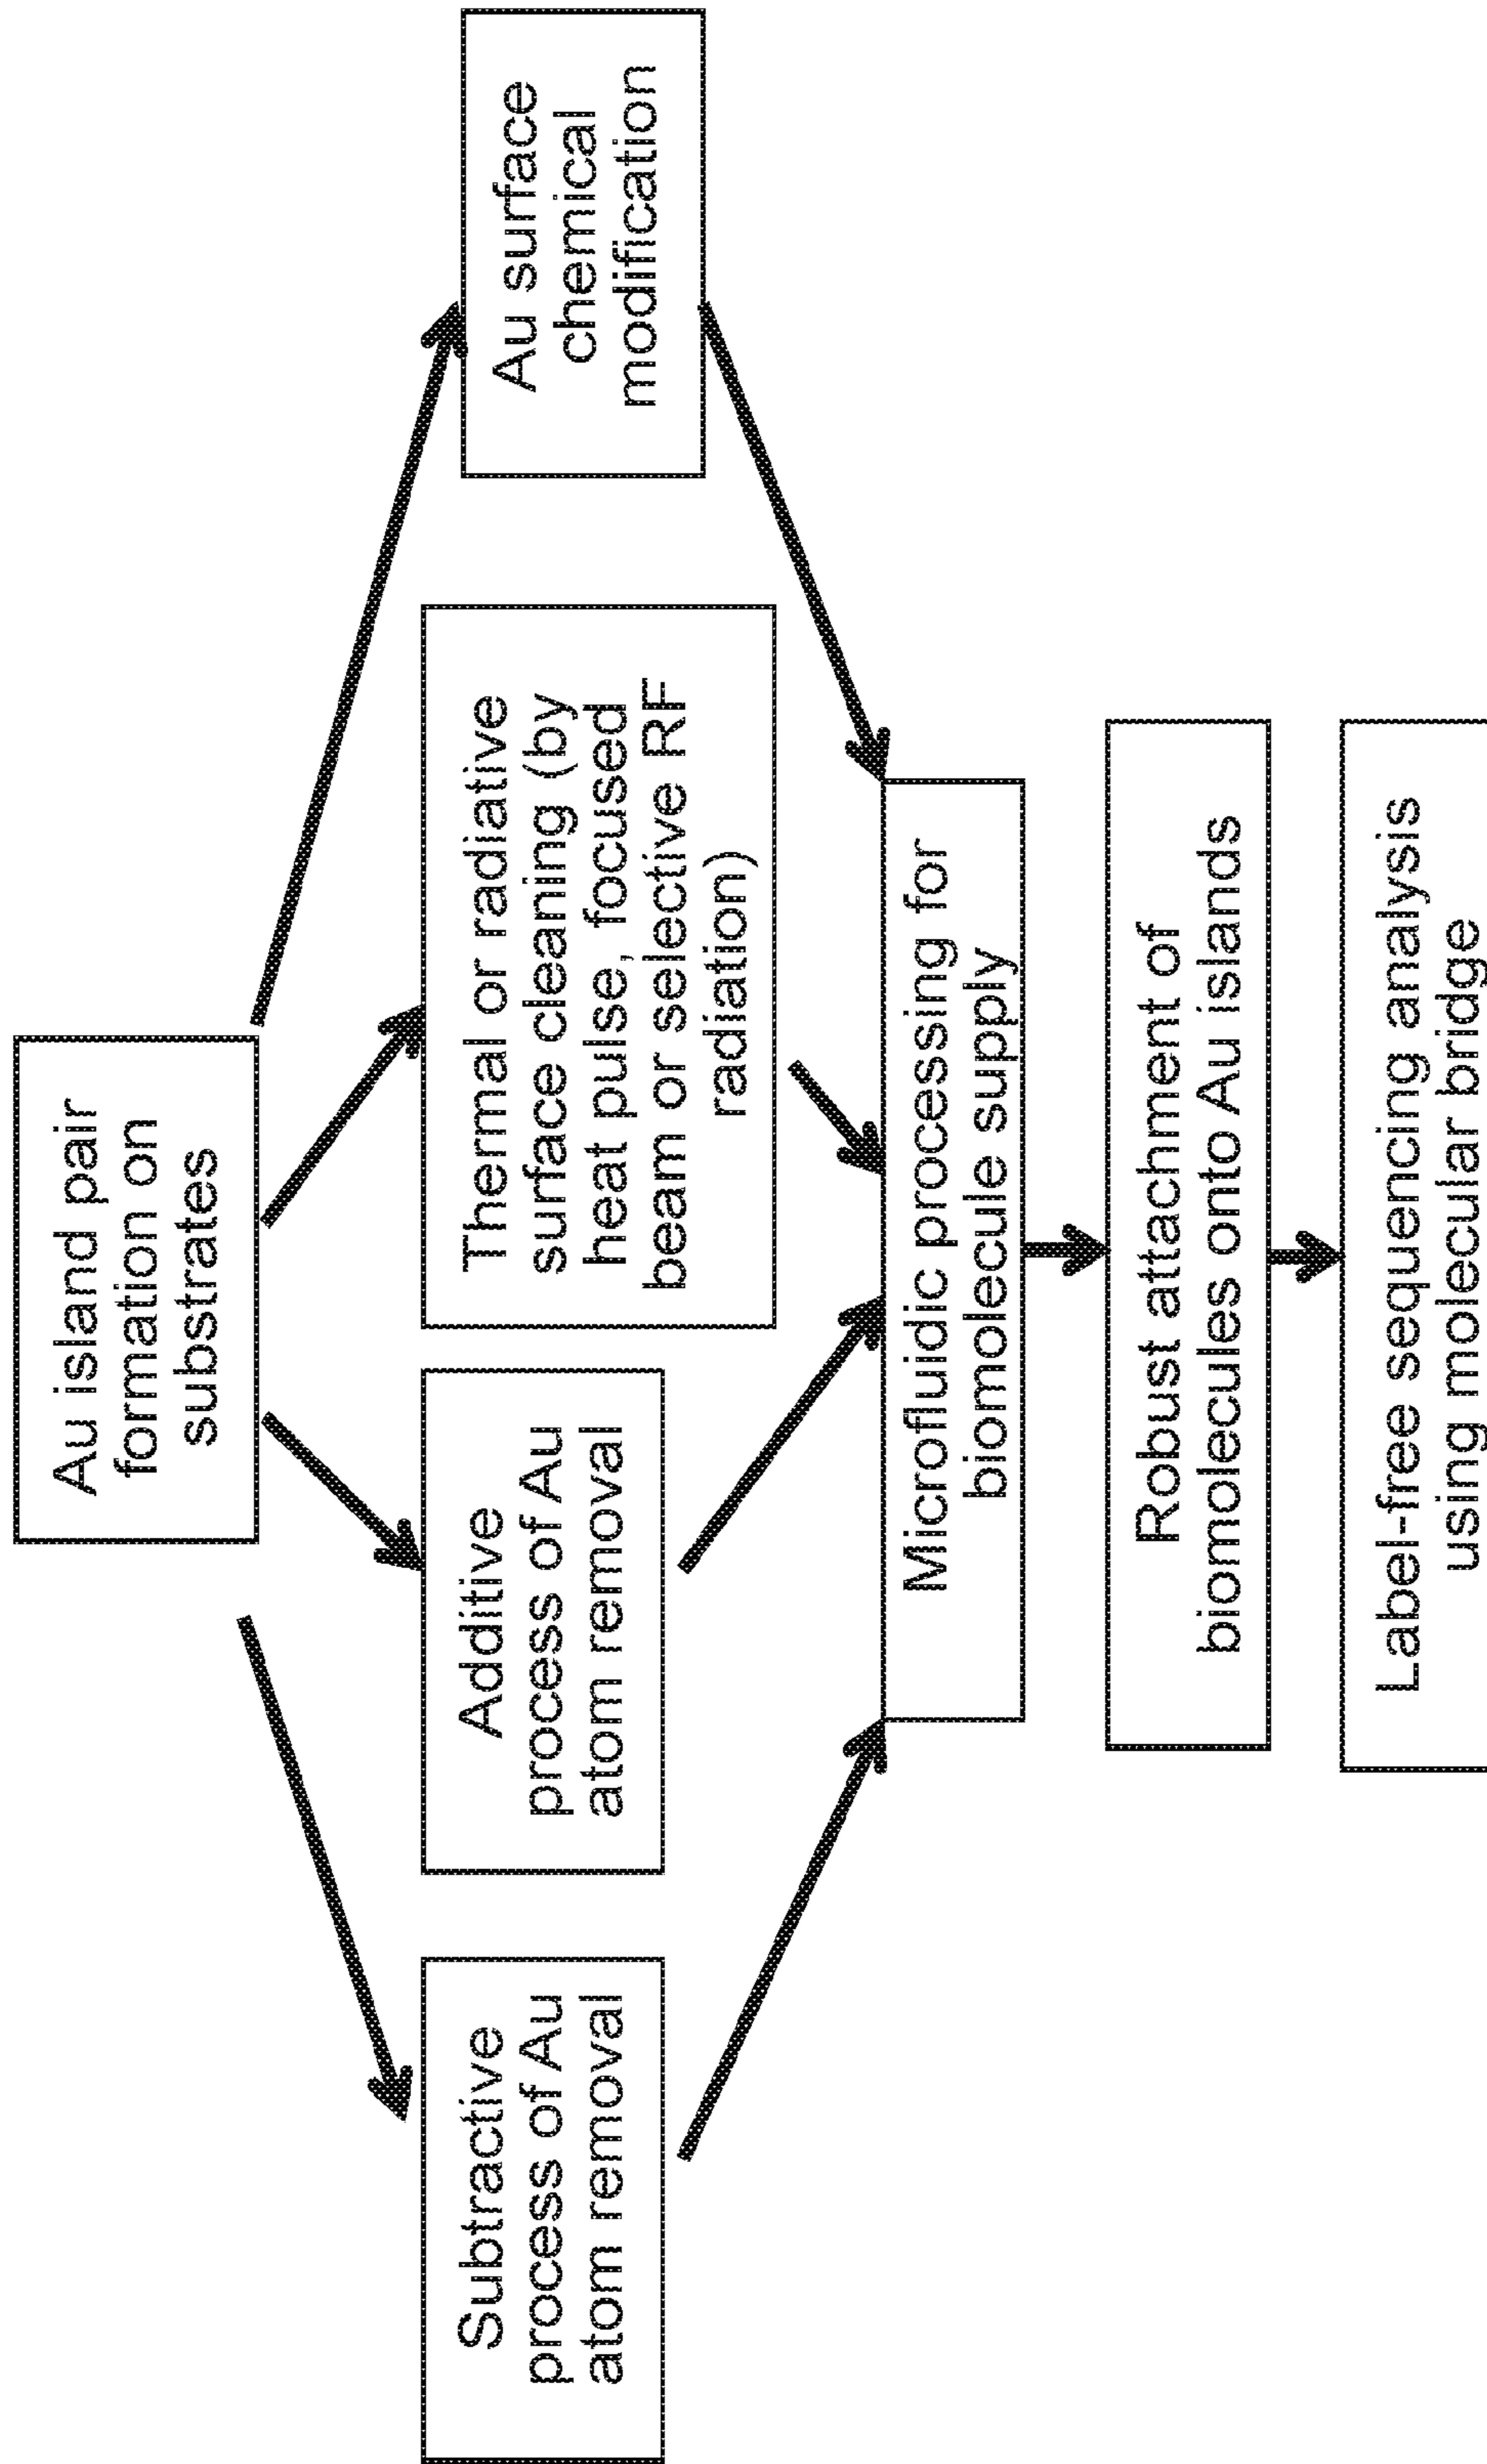 Au island pair
formation on
substrates
Subtractive
process of Au
atom removal
Additive
process of Au
atom removal
Thermal or radiative
surface cleaning (by
heat pulse, focused
beam or selective RF
radiation)
Au surface
chemical
modification
Microfluidic processing for
biomolecule supply
Robust attachment of
biomolecules onto Au islands
Label-free sequencing analysis
using molecular bridge